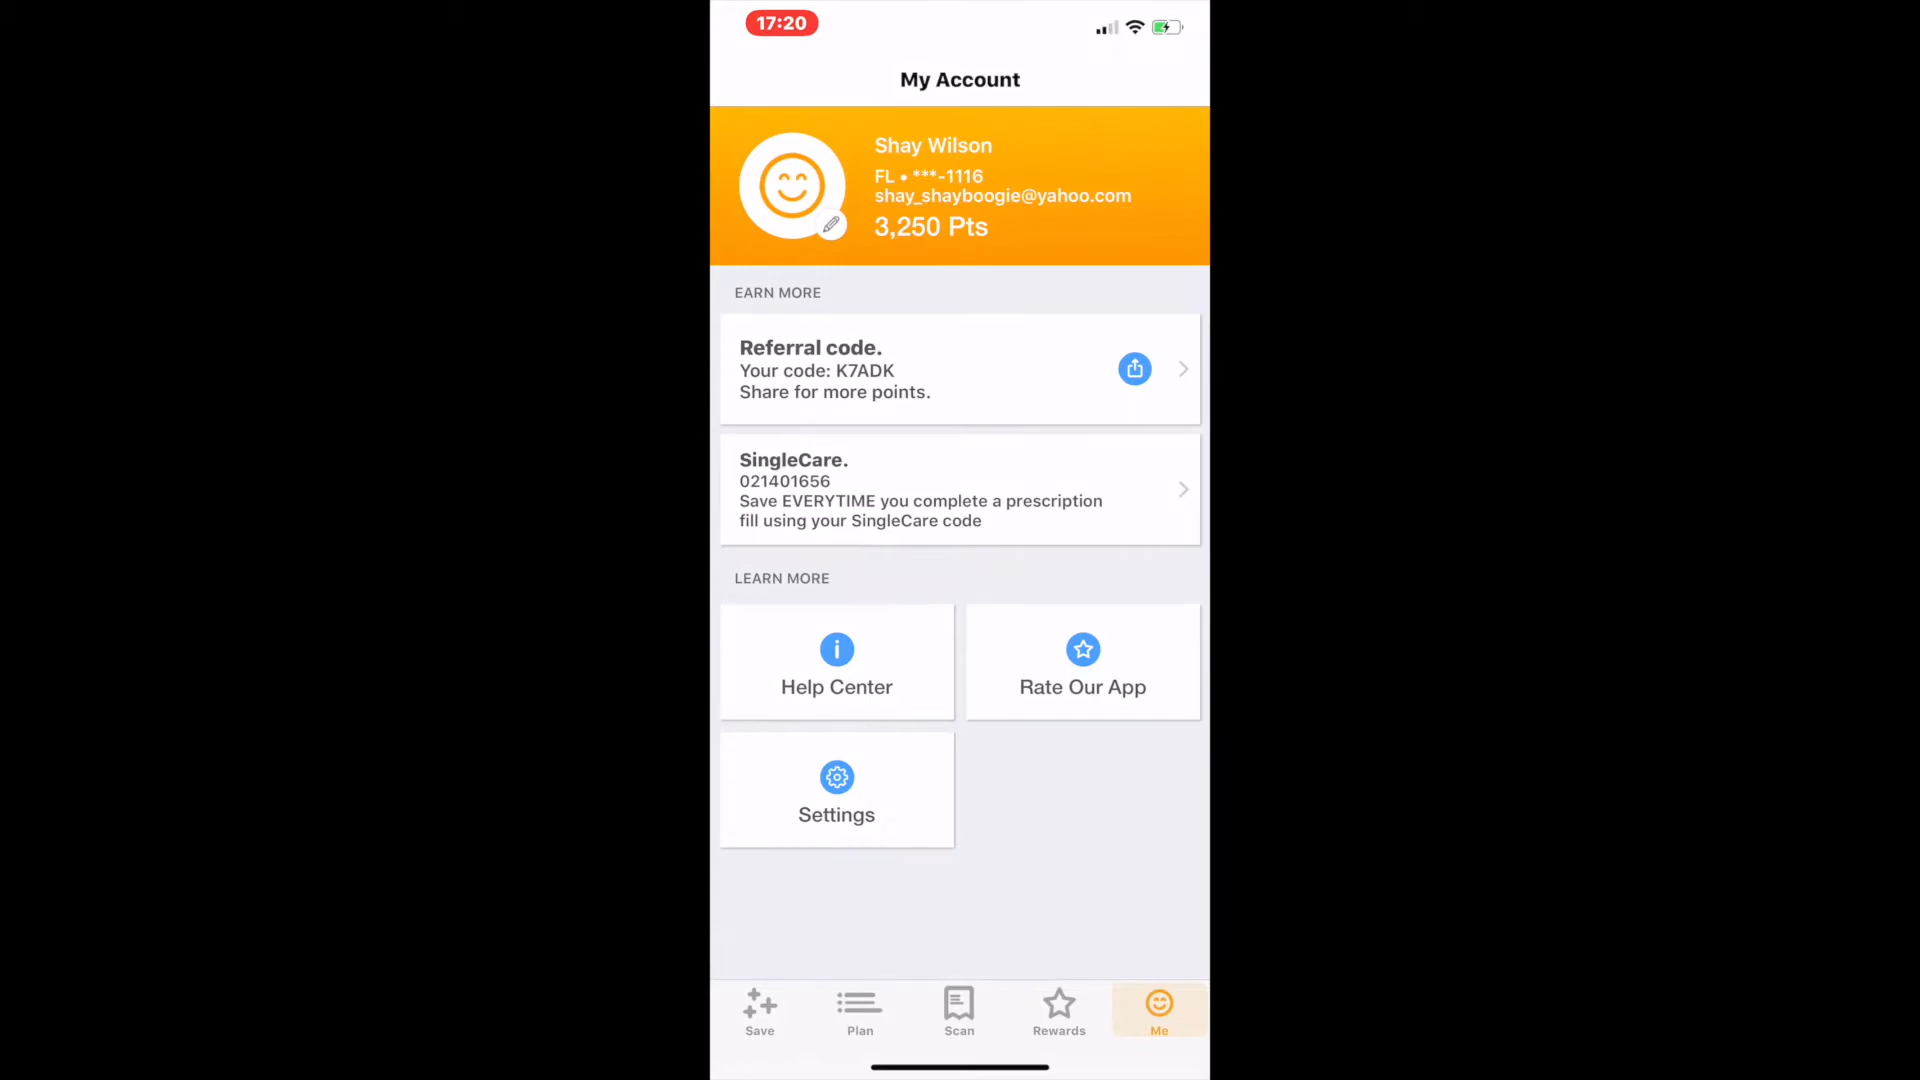 17:20
My Account
Shay Wilson
FL • ***-1116
shay_shayboogie@yahoo.com
3,250 Pts
EARN MORE
Referral code.
Your code: K7ADK
Share for more points.
SingleCare.
021401656
Save EVERYTIME you complete a prescription
fill using your SingleCare code
LEARN MORE
Help Center
Rate Our App
Settings
Save
Plan
Scan
Rewards
Me